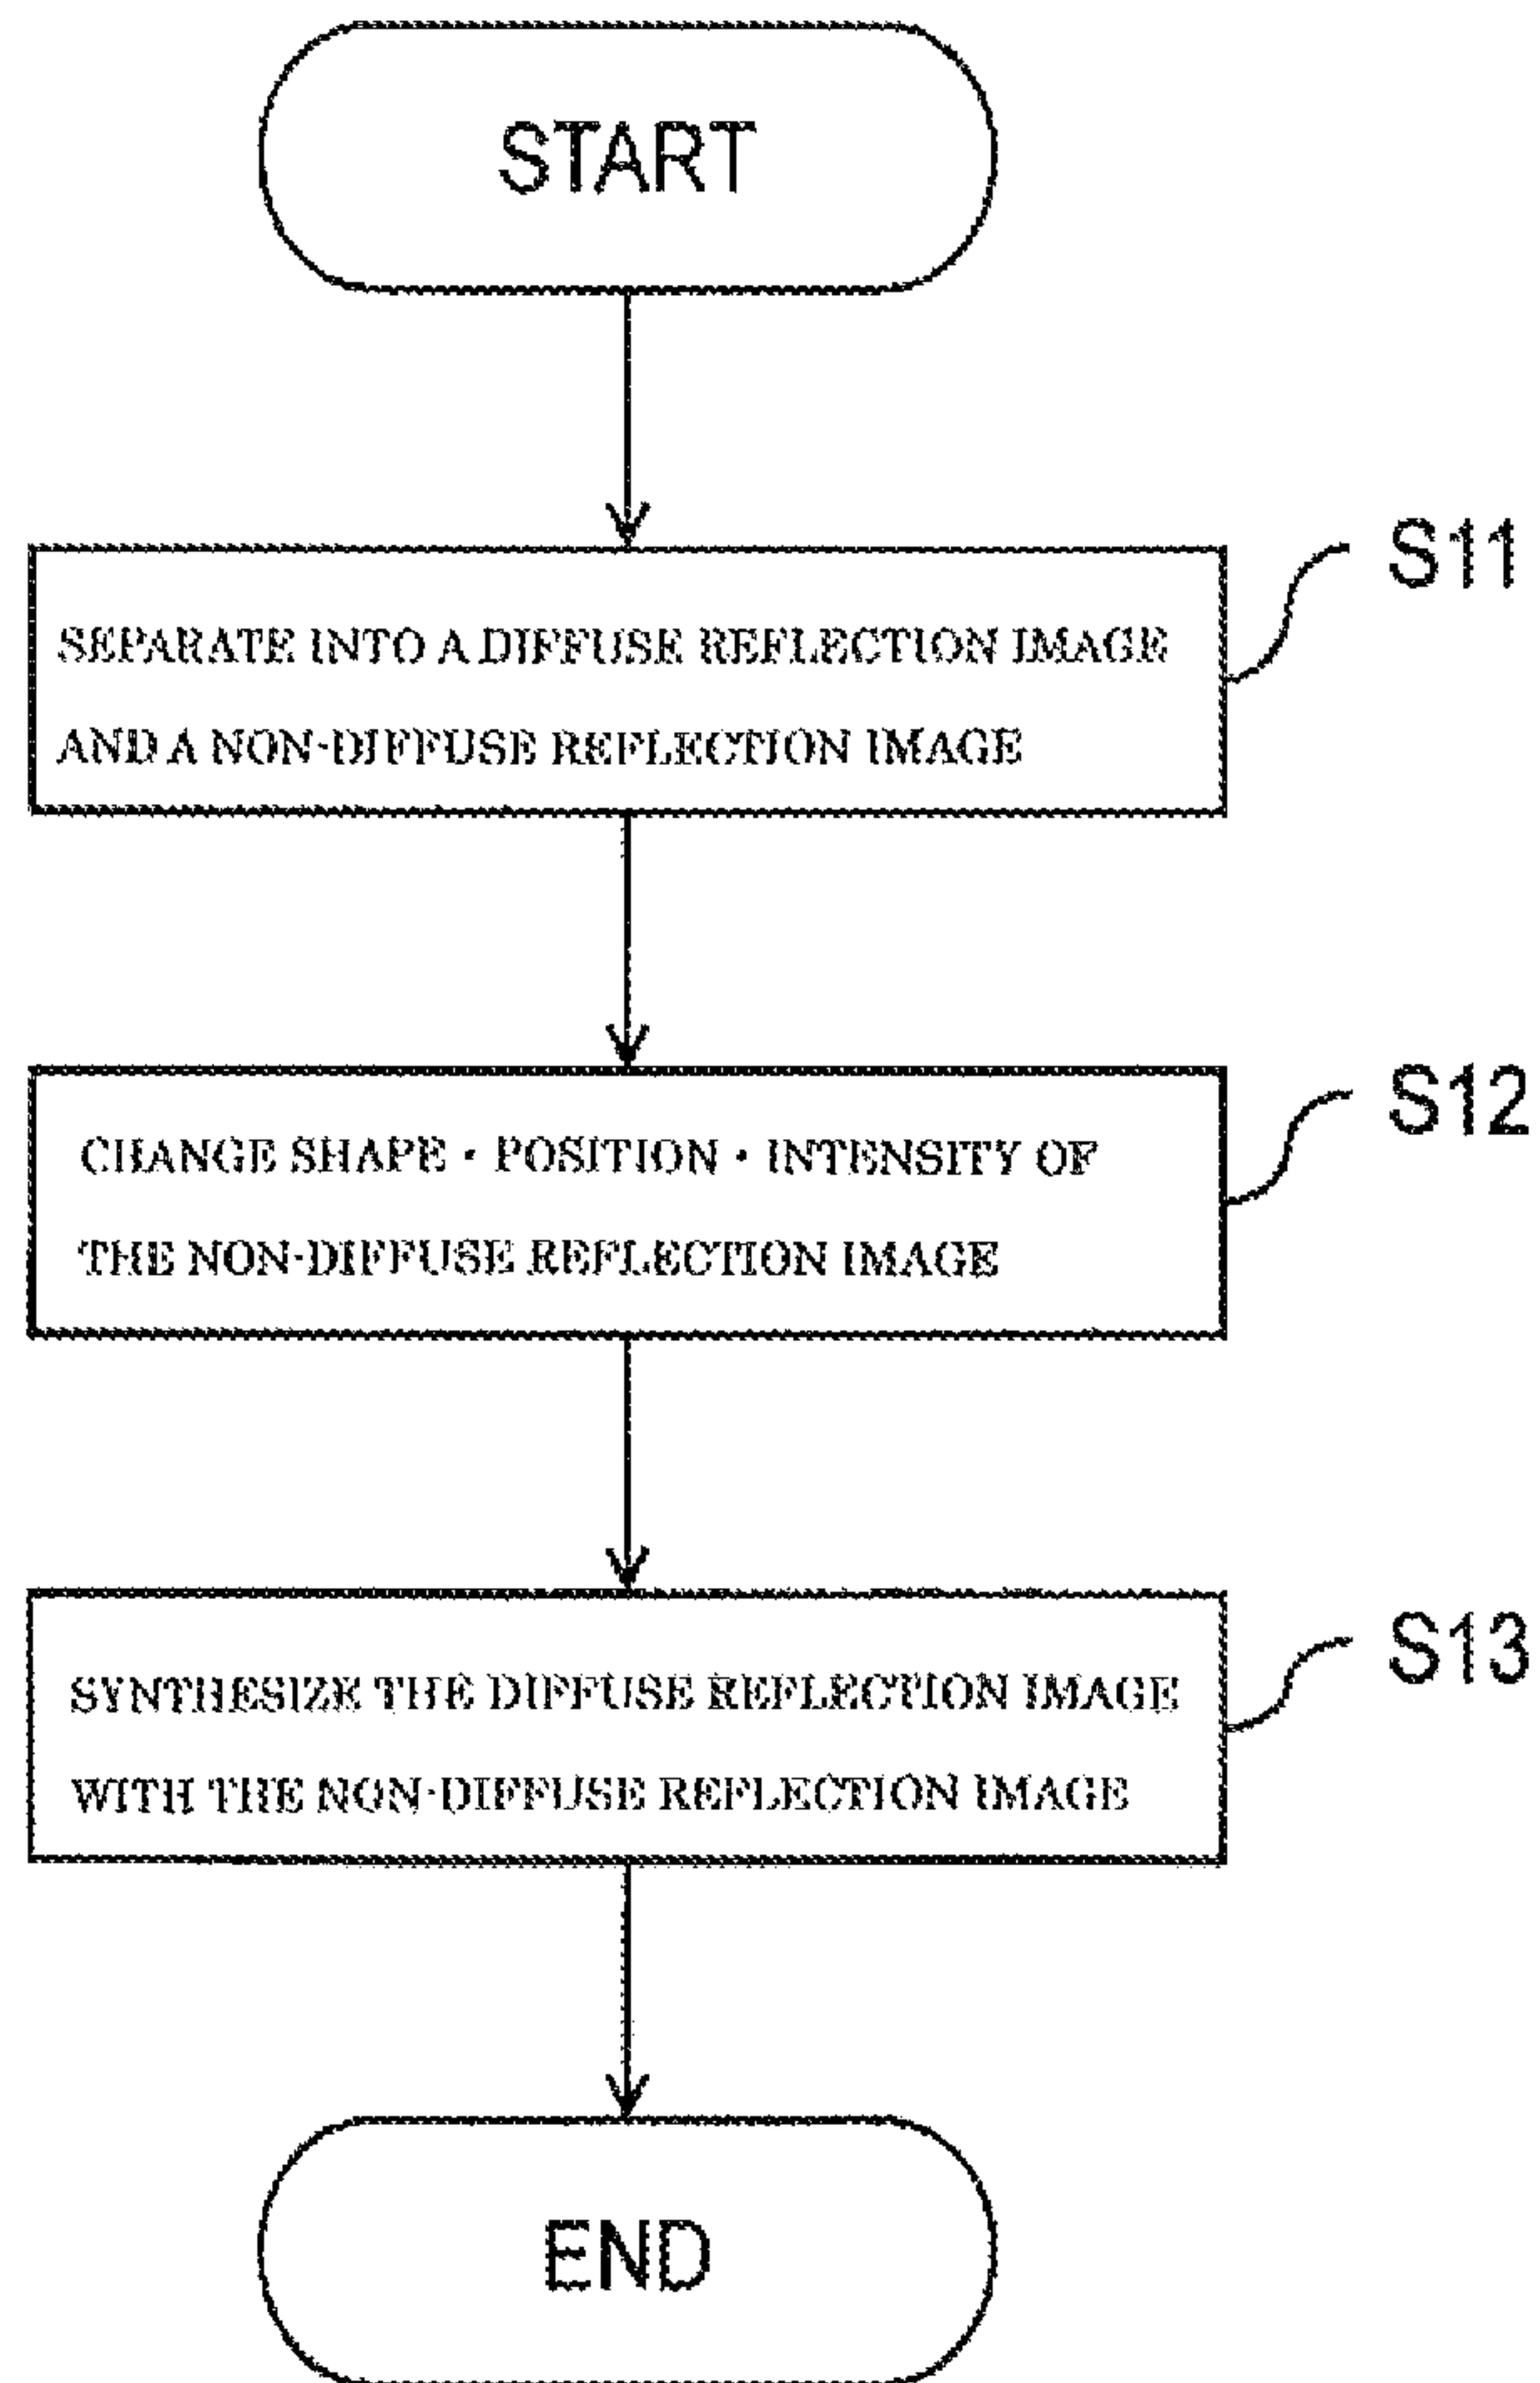 START
S11
SEPARATE INTO A DIFFUSE REFLECTION IMAGE
AND A NON-DIFFUSE REFLECTION IMAGE
S12
CHANGE SHAPE・POSITION・INTENSITY OF
THE NON-DIFFUSE REFLECTION IMAGE
S13
SYNTHESIZE THE DIFFUSE REFLECTION IMAGE
WITH THE NON-DIFFUSE REFLECTION IMAGE
END